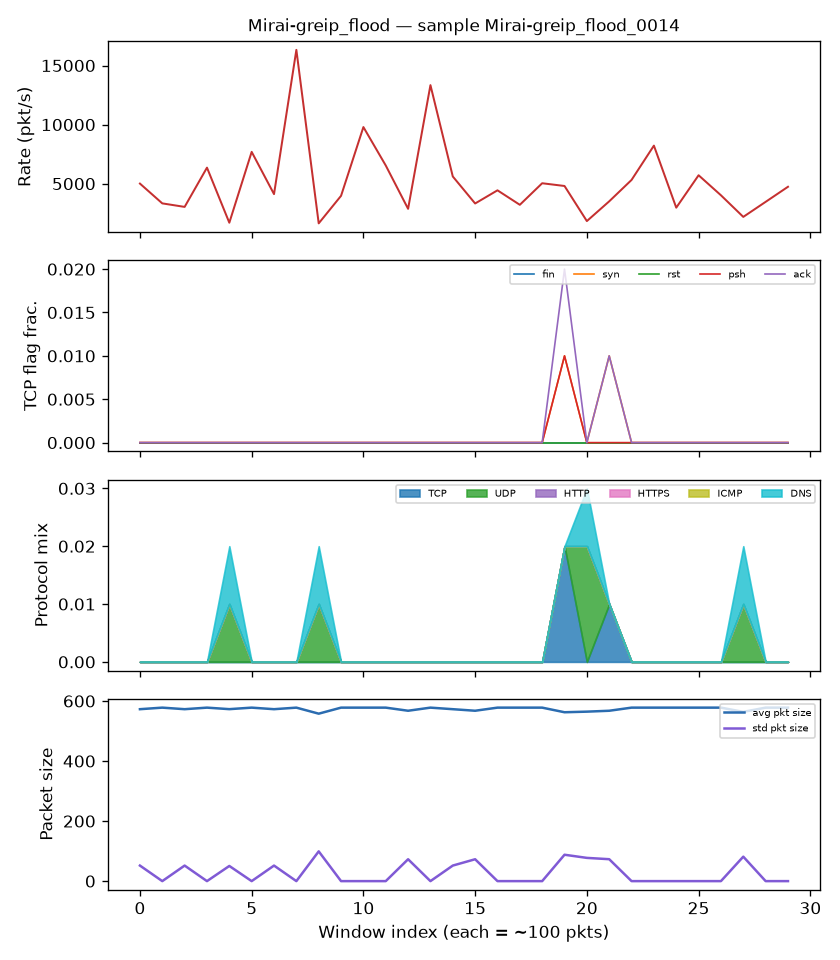 Mirai-greip_flood — sample Mirai-greip_flood_0014
Rate (pkt/s)
15000
10000
5000
TCP flag frac.
0.020
0.015
0.010
0.005
0.000
fin syn rst psh ack
Protocol mix
0.03
0.02
0.01
0.00
TCP UDP HTTP HTTPS ICMP DNS
Packet size
600
400
200
0
avg pkt size
std pkt size
0 5 10 15 20 25 30
Window index (each = ~100 pkts)